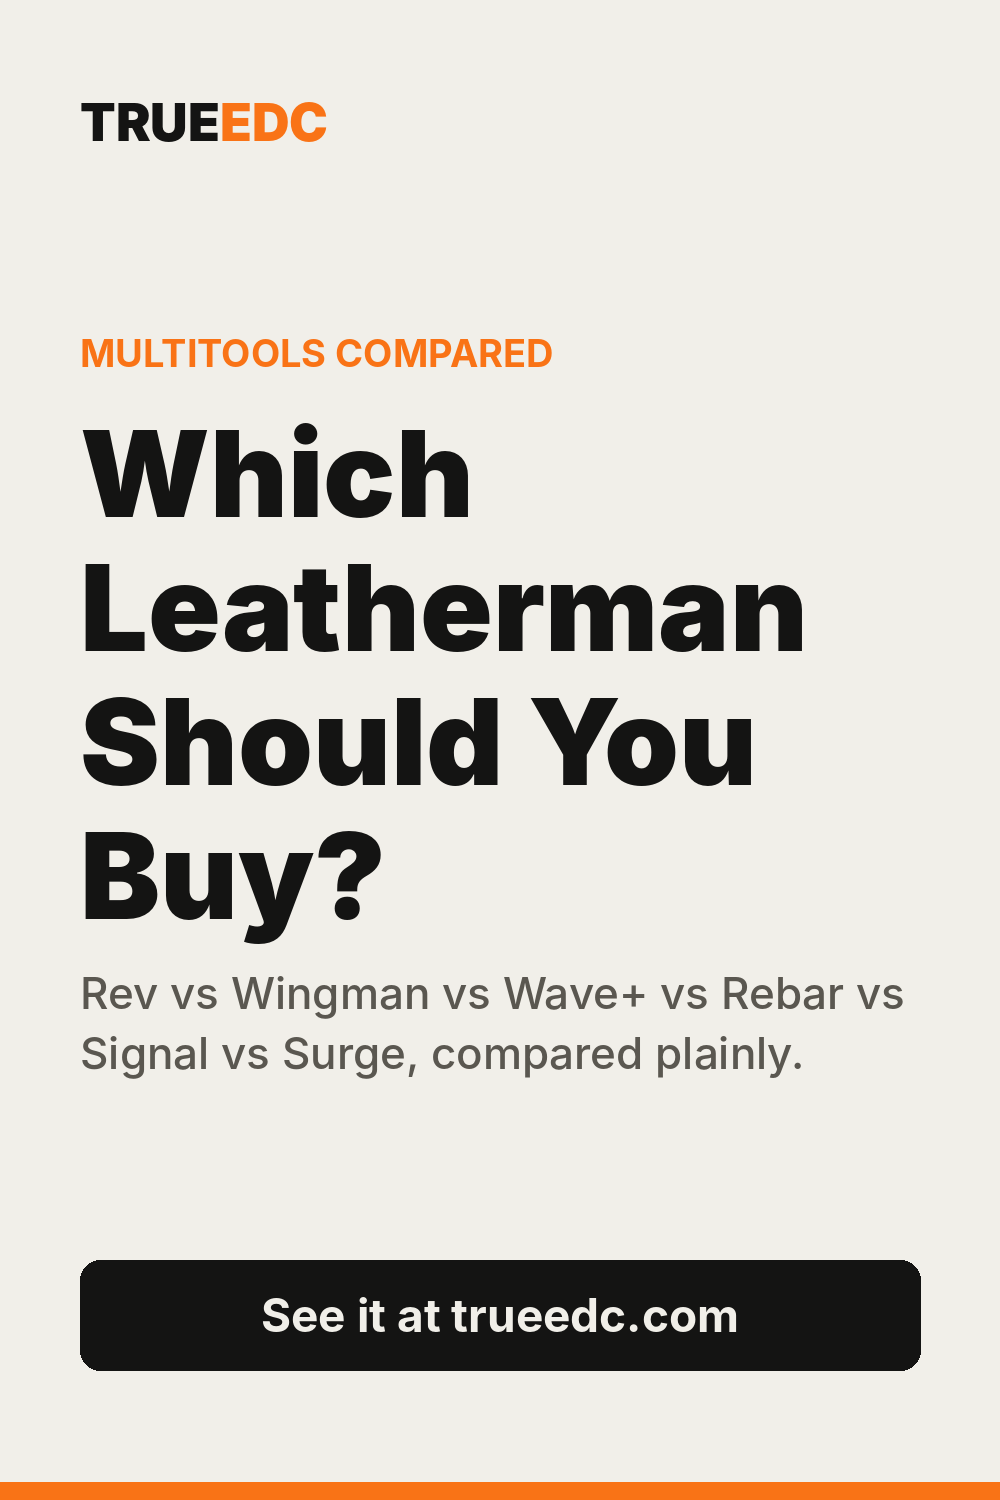 TRUEEDC
MULTITOOLS COMPARED
Which
Leatherman
Should You
Buy?
Rev vs Wingman vs Wave+ vs Rebar vs
Signal vs Surge, compared plainly.
See it at trueedc.com